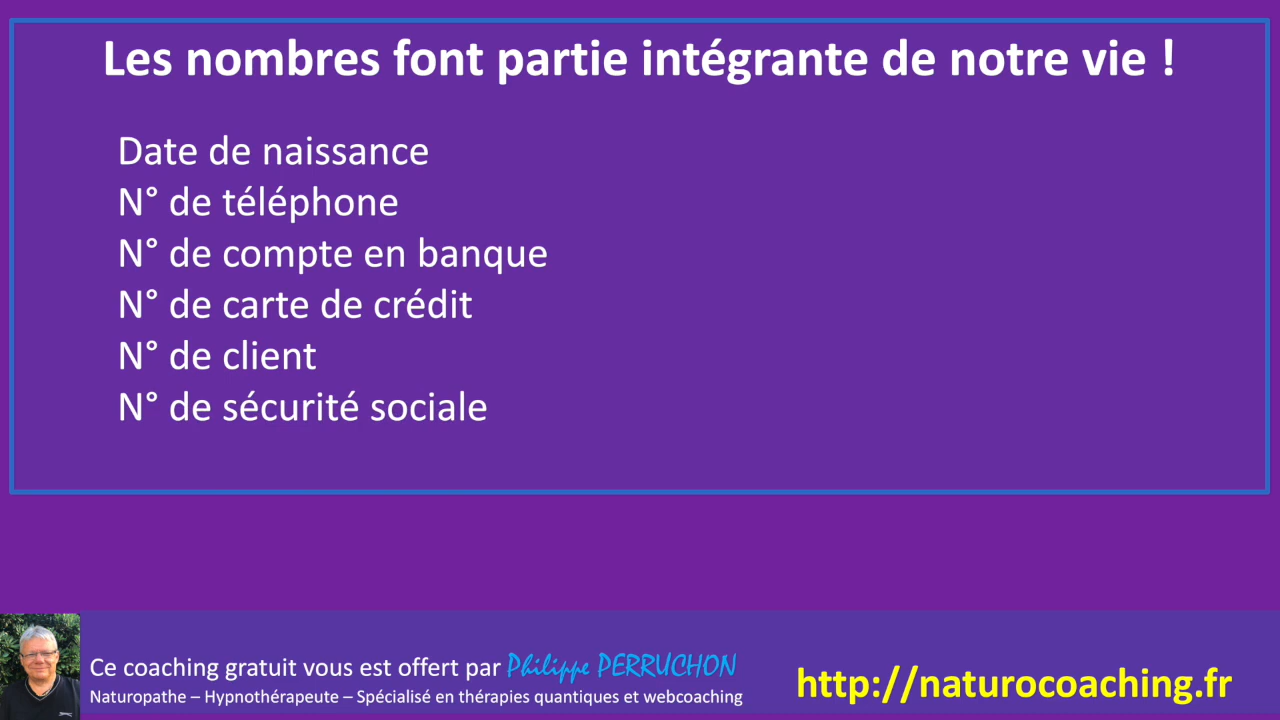 Les nombres font partie intégrante de notre vie !
Date de naissance
N° de téléphone
N° de compte en banque
N° de carte de crédit
N° de client
N° de sécurité sociale
Ce coaching gratuit vous est offert par Philippe PERRUCHON
Naturopathe – Hypnothérapeute – Spécialisé en thérapies quantiques et webcoaching
http://naturocoaching.fr